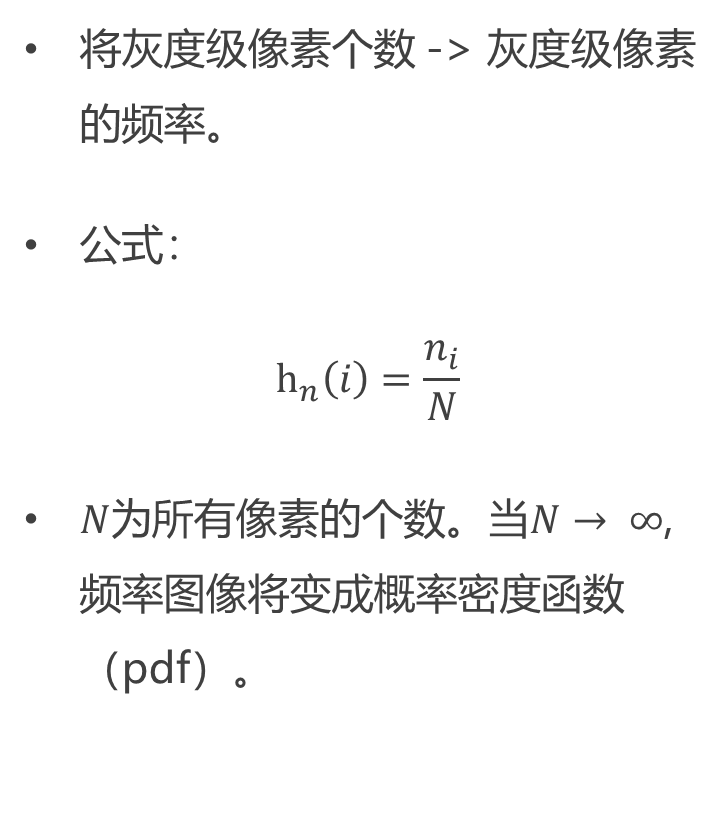 • 将灰度级像素个数 -> 灰度级像素
的频率。
• 公式：
hₙ(i) = nᵢ/N
• N为所有像素的个数。当N → ∞,
频率图像将变成概率密度函数
（pdf）。